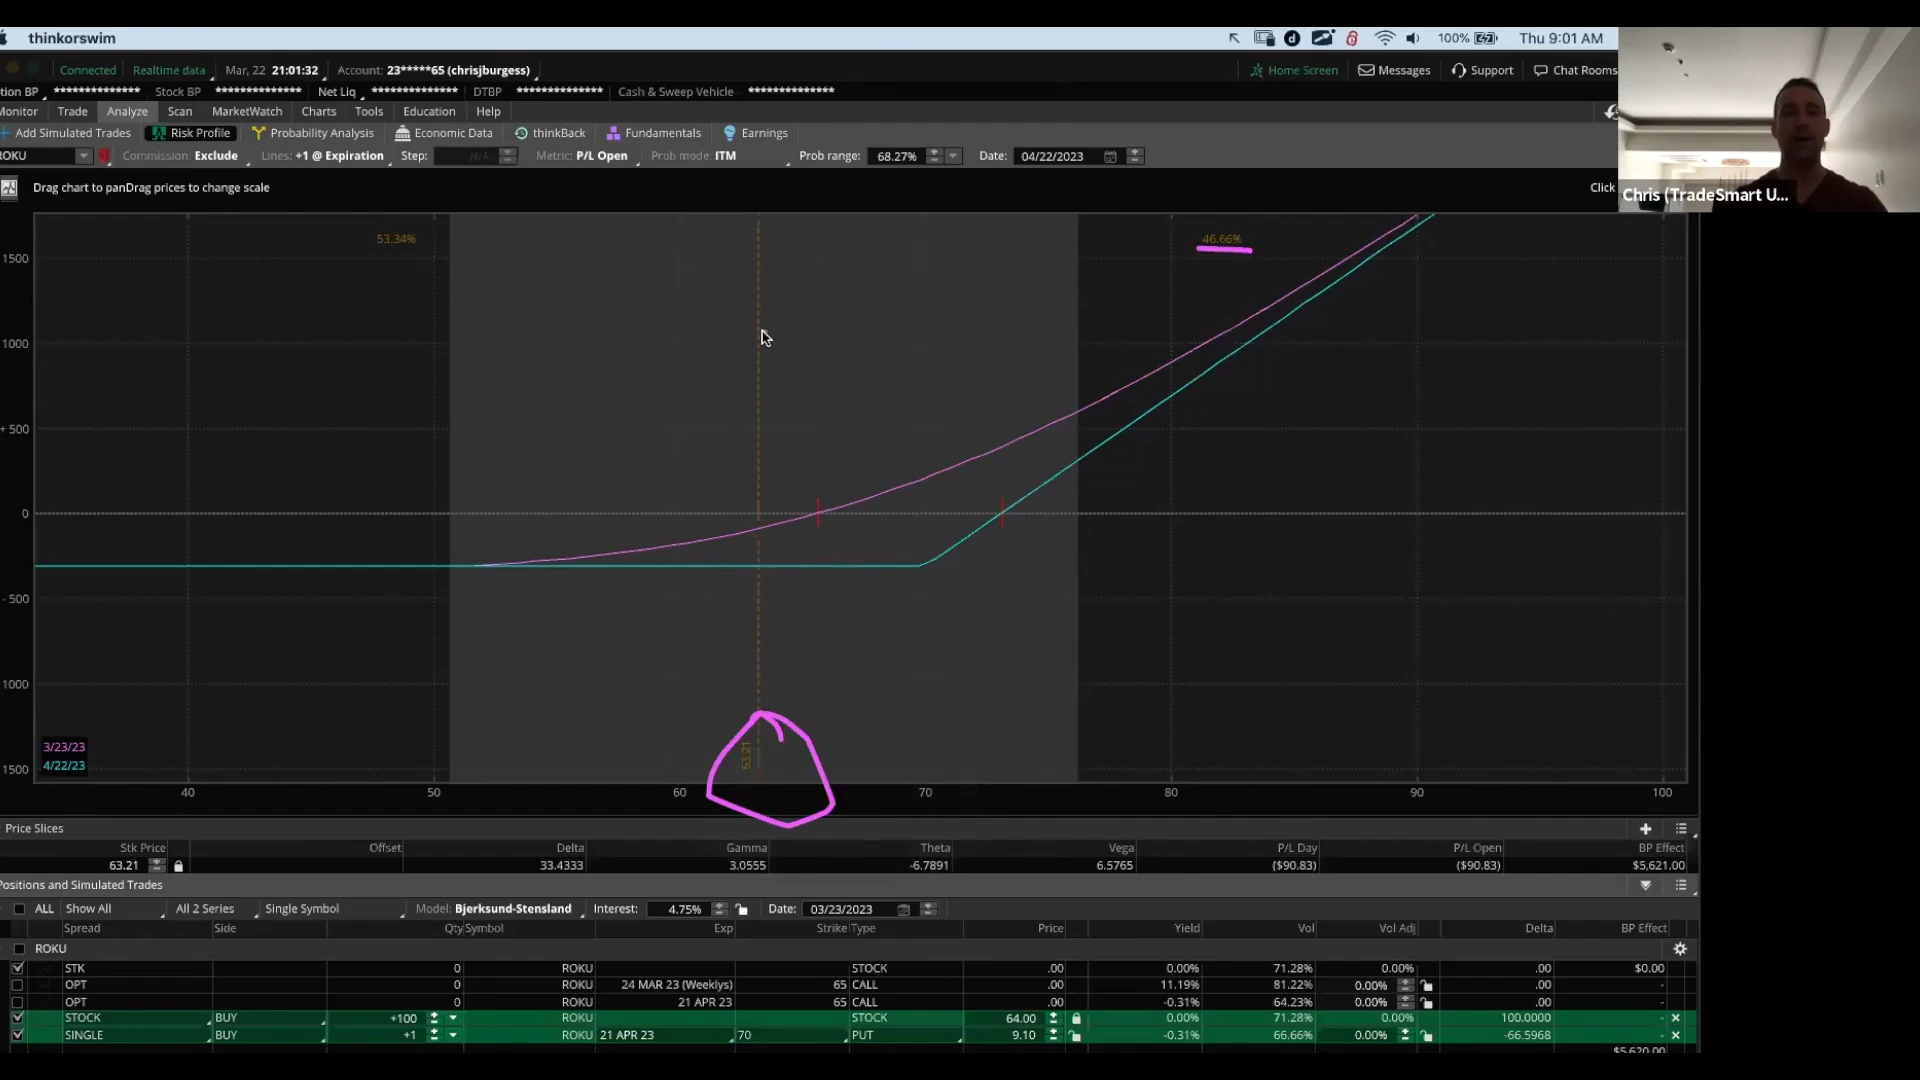 thinkorswim
100% Thu 9:01 AM
Connected Realtime data Mar, 22 21:01:32 Account: 23*****65 (chrisjburgess) Home Screen Messages Support Chat Rooms
tion BP ************** Stock BP ************** Net Liq ************** DTBP ************** Cash & Sweep Vehicle **************
Monitor Trade Analyze Scan MarketWatch Charts Tools Education Help
Add Simulated Trades Risk Profile Probability Analysis Economic Data thinkBack Fundamentals Earnings
ROKU Commission: Exclude Lines: +1 @ Expiration Step: N/A Metric: P/L Open Prob mode: ITM Prob range: 68.27% Date: 04/22/2023
Drag chart to panDrag prices to change scale Click
Chris (TradeSmart U...
53.34% 46.66%
1500
1000
+ 500
0
- 500
1000
1500
63.21
3/23/23
4/22/23
40 50 60 70 80 90 100
Price Slices
Stk Price Offset Delta Gamma Theta Vega P/L Day P/L Open BP Effect
63.21 33.4333 3.0555 -6.7891 6.5765 ($90.83) ($90.83) $5,621.00
Positions and Simulated Trades
ALL Show All All 2 Series Single Symbol Model: Bjerksund-Stensland Interest: 4.75% Date: 03/23/2023
Spread Side Qty Symbol Exp Strike Type Price Yield Vol Vol Adj Delta BP Effect
ROKU
STK 0 ROKU STOCK .00 0.00% 71.28% 0.00% .00 $0.00
OPT 0 ROKU 24 MAR 23 (Weeklys) 65 CALL .00 11.19% 81.22% 0.00% .00 -
OPT 0 ROKU 21 APR 23 65 CALL .00 -0.31% 64.23% 0.00% .00 -
STOCK BUY +100 ROKU STOCK 64.00 0.00% 71.28% 0.00% 100.0000 -
SINGLE BUY +1 ROKU 21 APR 23 70 PUT 9.10 -0.31% 66.66% 0.00% -66.5968 -
$5,620.00